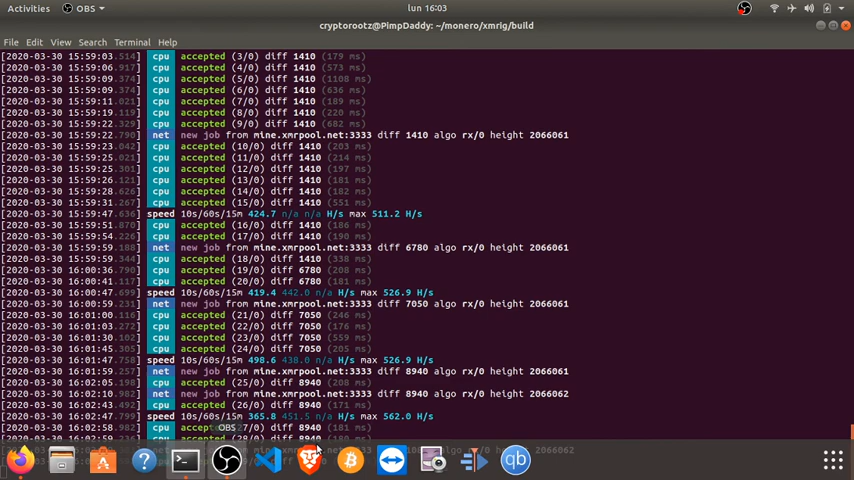 Activities OBS lun 16:03
cryptorootz@PimpDaddy: ~/monero/xmrig/build
File Edit View Search Terminal Help
[2020-03-30 15:59:03.514] cpu accepted (3/0) diff 1410 (179 ms)
[2020-03-30 15:59:06.917] cpu accepted (4/0) diff 1410 (573 ms)
[2020-03-30 15:59:09.374] cpu accepted (5/0) diff 1410 (1108 ms)
[2020-03-30 15:59:09.374] cpu accepted (6/0) diff 1410 (636 ms)
[2020-03-30 15:59:11.021] cpu accepted (7/0) diff 1410 (189 ms)
[2020-03-30 15:59:19.119] cpu accepted (8/0) diff 1410 (220 ms)
[2020-03-30 15:59:22.329] cpu accepted (9/0) diff 1410 (682 ms)
[2020-03-30 15:59:22.790] net new job from mine.xmrpool.net:3333 diff 1410 algo rx/0 height 2066061
[2020-03-30 15:59:23.042] cpu accepted (10/0) diff 1410 (203 ms)
[2020-03-30 15:59:25.021] cpu accepted (11/0) diff 1410 (214 ms)
[2020-03-30 15:59:25.301] cpu accepted (12/0) diff 1410 (197 ms)
[2020-03-30 15:59:26.121] cpu accepted (13/0) diff 1410 (181 ms)
[2020-03-30 15:59:28.626] cpu accepted (14/0) diff 1410 (182 ms)
[2020-03-30 15:59:31.267] cpu accepted (15/0) diff 1410 (551 ms)
[2020-03-30 15:59:47.636] speed 10s/60s/15m 424.7 n/a n/a H/s max 511.2 H/s
[2020-03-30 15:59:51.870] cpu accepted (16/0) diff 1410 (186 ms)
[2020-03-30 15:59:54.226] cpu accepted (17/0) diff 1410 (190 ms)
[2020-03-30 15:59:59.188] net new job from mine.xmrpool.net:3333 diff 6780 algo rx/0 height 2066061
[2020-03-30 15:59:59.344] cpu accepted (18/0) diff 1410 (338 ms)
[2020-03-30 16:00:36.790] cpu accepted (19/0) diff 6780 (208 ms)
[2020-03-30 16:00:41.117] cpu accepted (20/0) diff 6780 (181 ms)
[2020-03-30 16:00:47.699] speed 10s/60s/15m 419.4 442.0 n/a H/s max 526.9 H/s
[2020-03-30 16:00:59.231] net new job from mine.xmrpool.net:3333 diff 7050 algo rx/0 height 2066061
[2020-03-30 16:01:00.116] cpu accepted (21/0) diff 7050 (246 ms)
[2020-03-30 16:01:03.272] cpu accepted (22/0) diff 7050 (176 ms)
[2020-03-30 16:01:30.102] cpu accepted (23/0) diff 7050 (559 ms)
[2020-03-30 16:01:45.305] cpu accepted (24/0) diff 7050 (205 ms)
[2020-03-30 16:01:47.758] speed 10s/60s/15m 498.6 438.0 n/a H/s max 526.9 H/s
[2020-03-30 16:01:59.257] net new job from mine.xmrpool.net:3333 diff 8940 algo rx/0 height 2066061
[2020-03-30 16:02:05.198] cpu accepted (25/0) diff 8940 (208 ms)
[2020-03-30 16:02:10.982] net new job from mine.xmrpool.net:3333 diff 8940 algo rx/0 height 2066062
[2020-03-30 16:02:43.492] cpu accepted (26/0) diff 8940 (171 ms)
[2020-03-30 16:02:47.799] speed 10s/60s/15m 365.8 451.5 n/a H/s max 562.0 H/s
[2020-03-30 16:02:58.982] cpu accept OBS 7/0) diff 8940 (181 ms)
[2020-03-30 16:02:59.236] cpu accepted (28/0) diff 8940 (180 ms)
2066062
qb